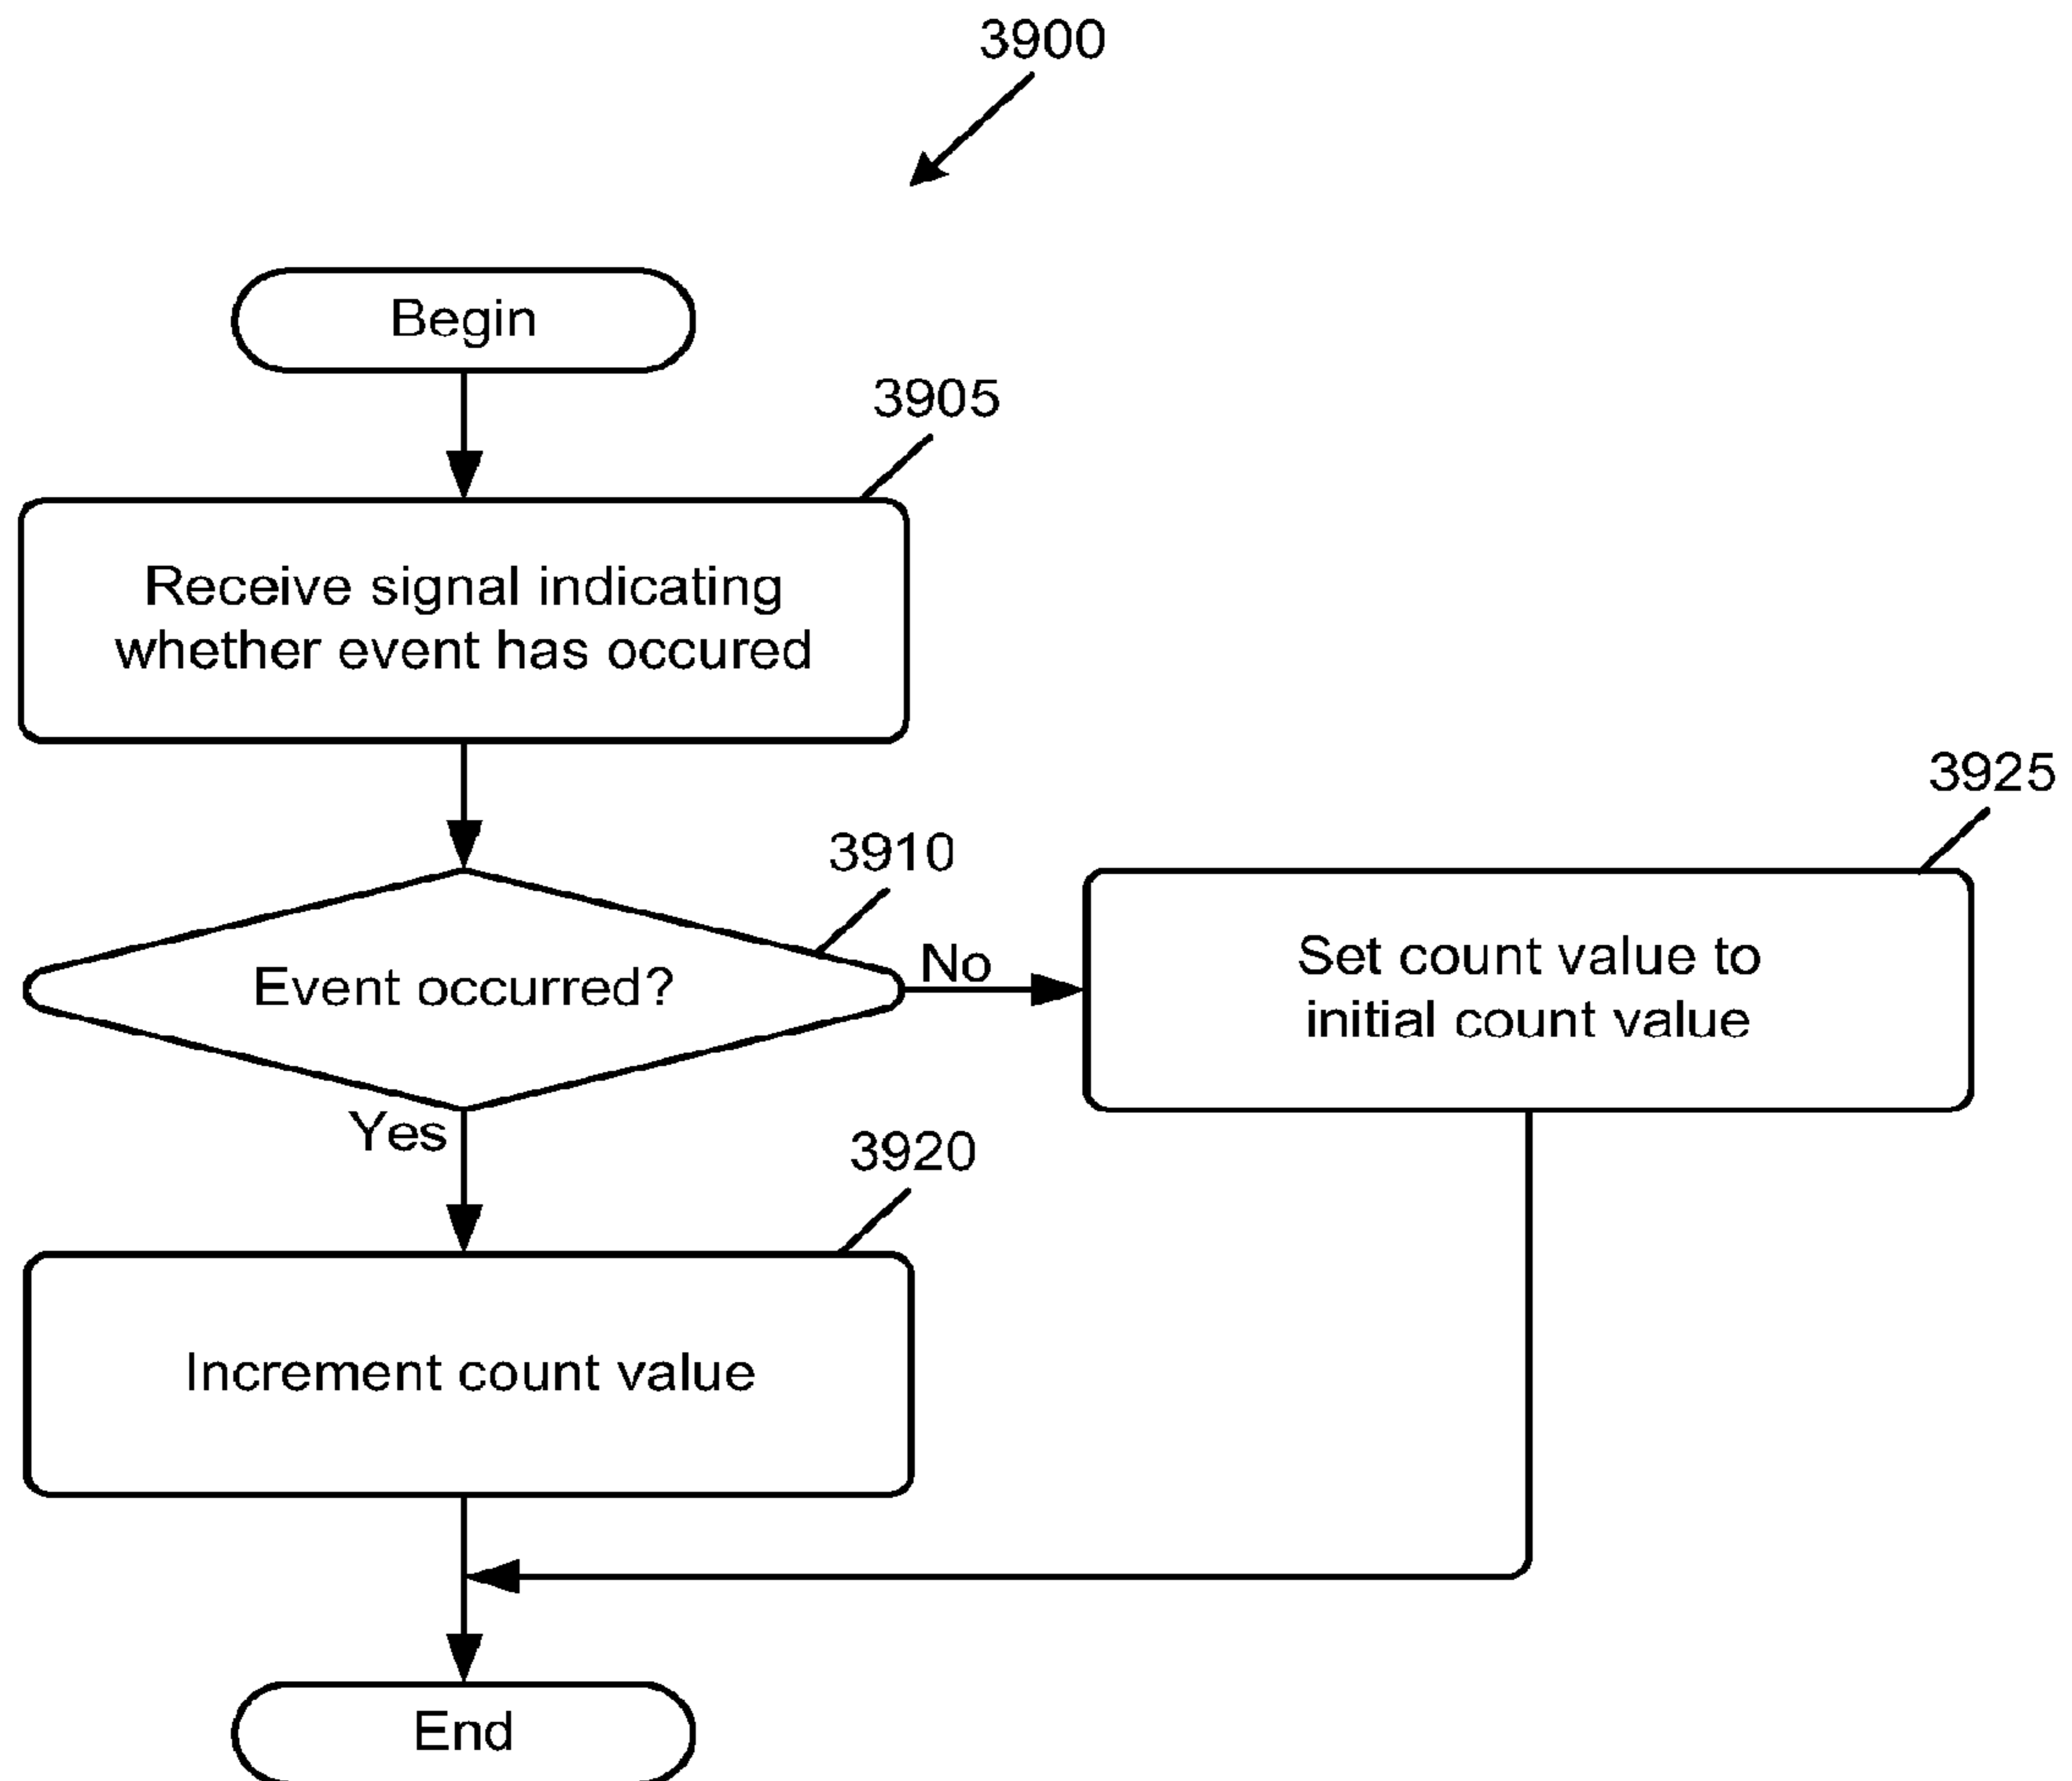 3900
Begin
3905
Receive signal indicating
whether event has occured
3910
Event occurred?
No
3925
Set count value to
initial count value
Yes
3920
Increment count value
End